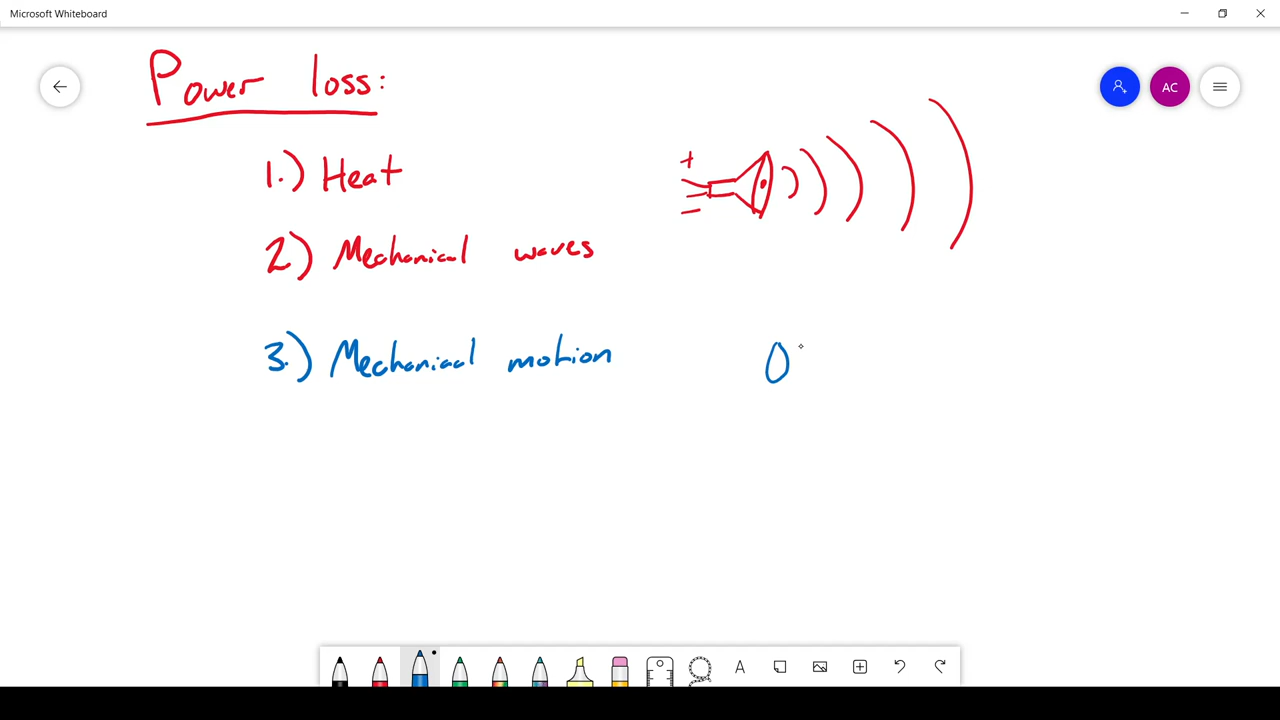 Microsoft Whiteboard
Power loss:
AC
1.) Heat
+
-
2) Mechanical waves
3.) Mechanical motion
A